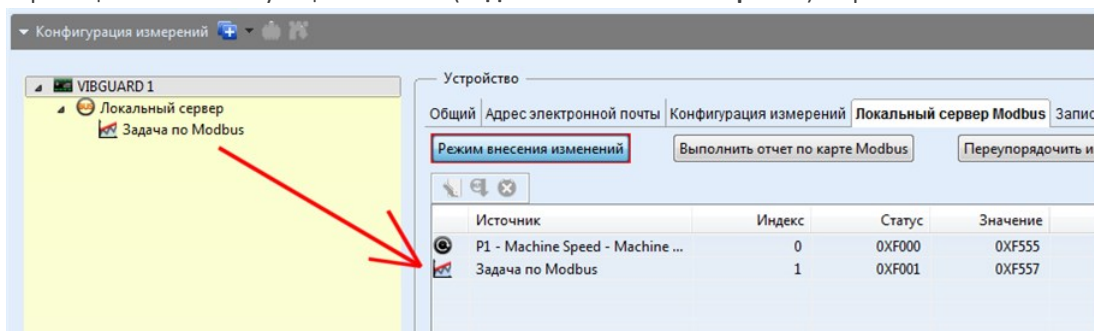 Конфигурация измерений
VIBGUARD 1
Локальный сервер
Задача по Modbus
Устройство
Общий Адрес электронной почты Конфигурация измерений Локальный сервер Modbus Запис
Режим внесения изменений Выполнить отчет по карте Modbus Переупорядочить и
Источник Индекс Статус Значение
P1 - Machine Speed - Machine ... 0 0XF000 0XF555
Задача по Modbus 1 0XF001 0XF557